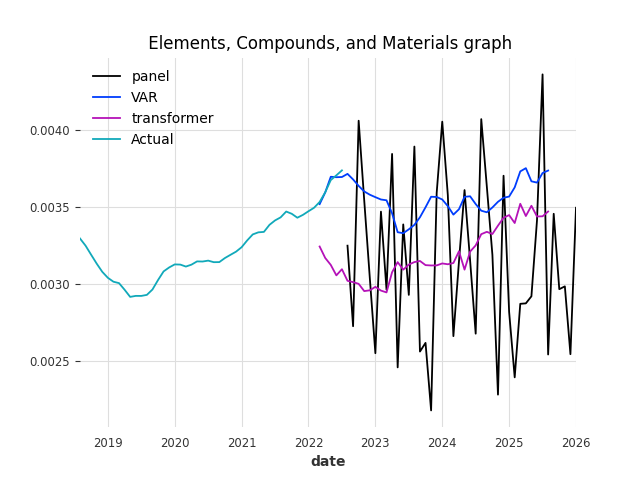 Elements, Compounds, and Materials graph
panel
VAR
transformer
Actual
0.0040
0.0035
0.0030
0.0025
2019 2020 2021 2022 2023 2024 2025 2026
date